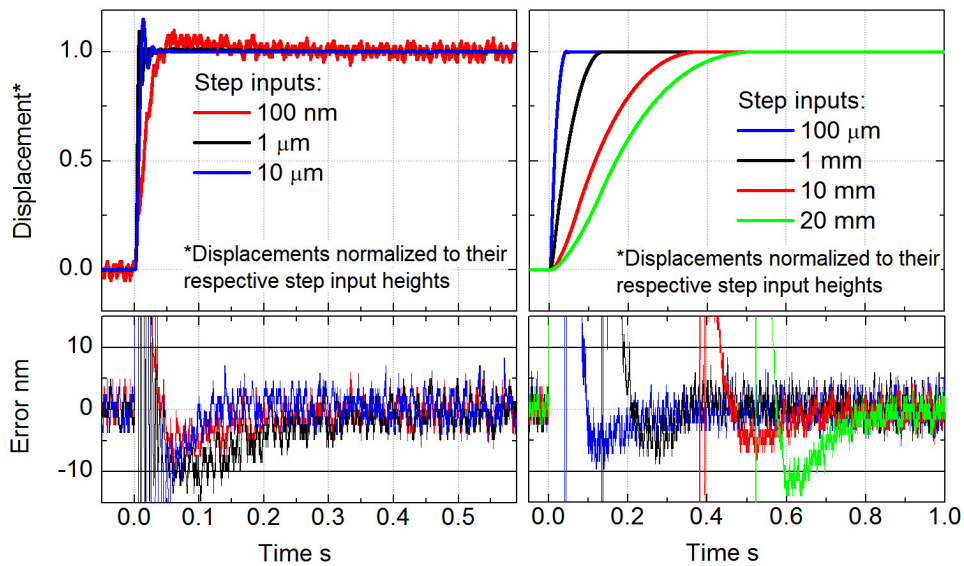 Displacement*
1.0
0.5
0.0
Step inputs:
100 nm
1 μm
10 μm
*Displacements normalized to their
respective step input heights
Step inputs:
100 μm
1 mm
10 mm
20 mm
*Displacements normalized to their
respective step input heights
Error nm
10
0
-10
0.0 0.1 0.2 0.3 0.4 0.5
Time s
0.0 0.2 0.4 0.6 0.8 1.0
Time s